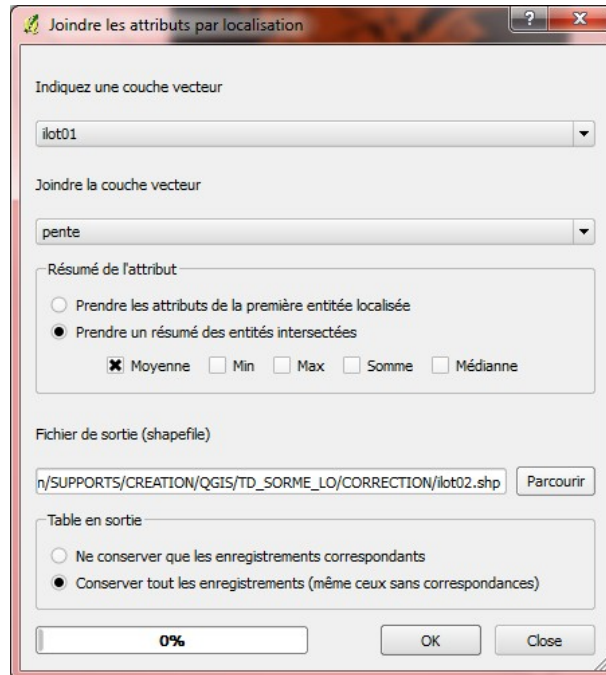 Joindre les attributs par localisation
Indiquez une couche vecteur
ilot01
Joindre la couche vecteur
pente
Résumé de l'attribut
Prendre les attributs de la première entitée localisée
Prendre un résumé des entités intersectées
Moyenne Min Max Somme Médianne
Fichier de sortie (shapefile)
n/SUPPORTS/CREATION/QGIS/TD_SORME_LO/CORRECTION/ilot02.shp Parcourir
Table en sortie
Ne conserver que les enregistrements correspondants
Conserver tout les enregistrements (même ceux sans correspondances)
0% OK Close